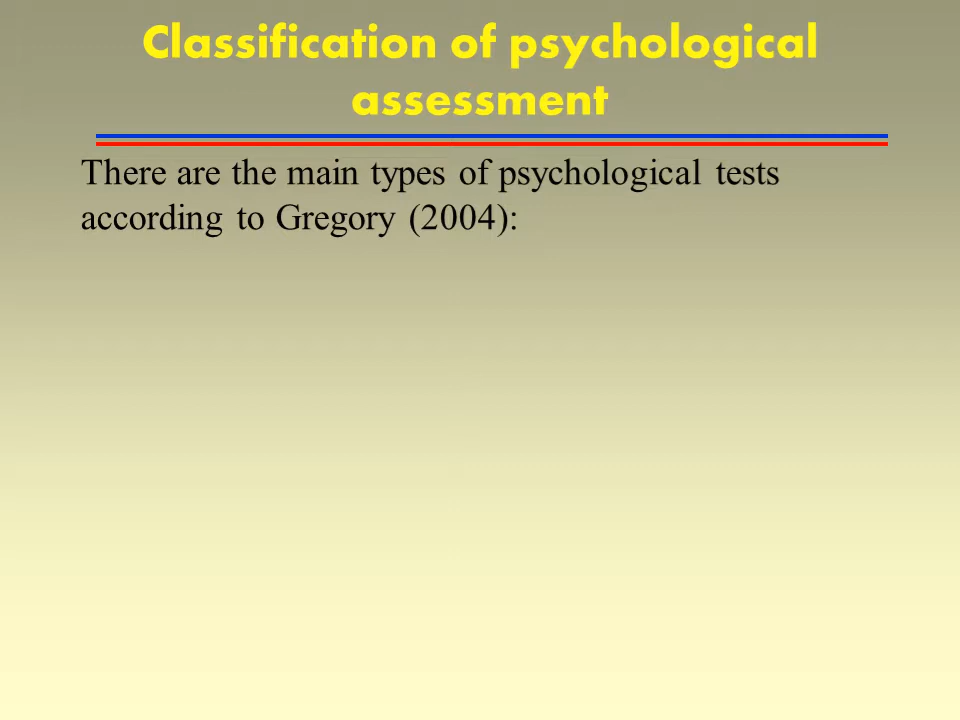 Classification of psychological
assessment
There are the main types of psychological tests
according to Gregory (2004):